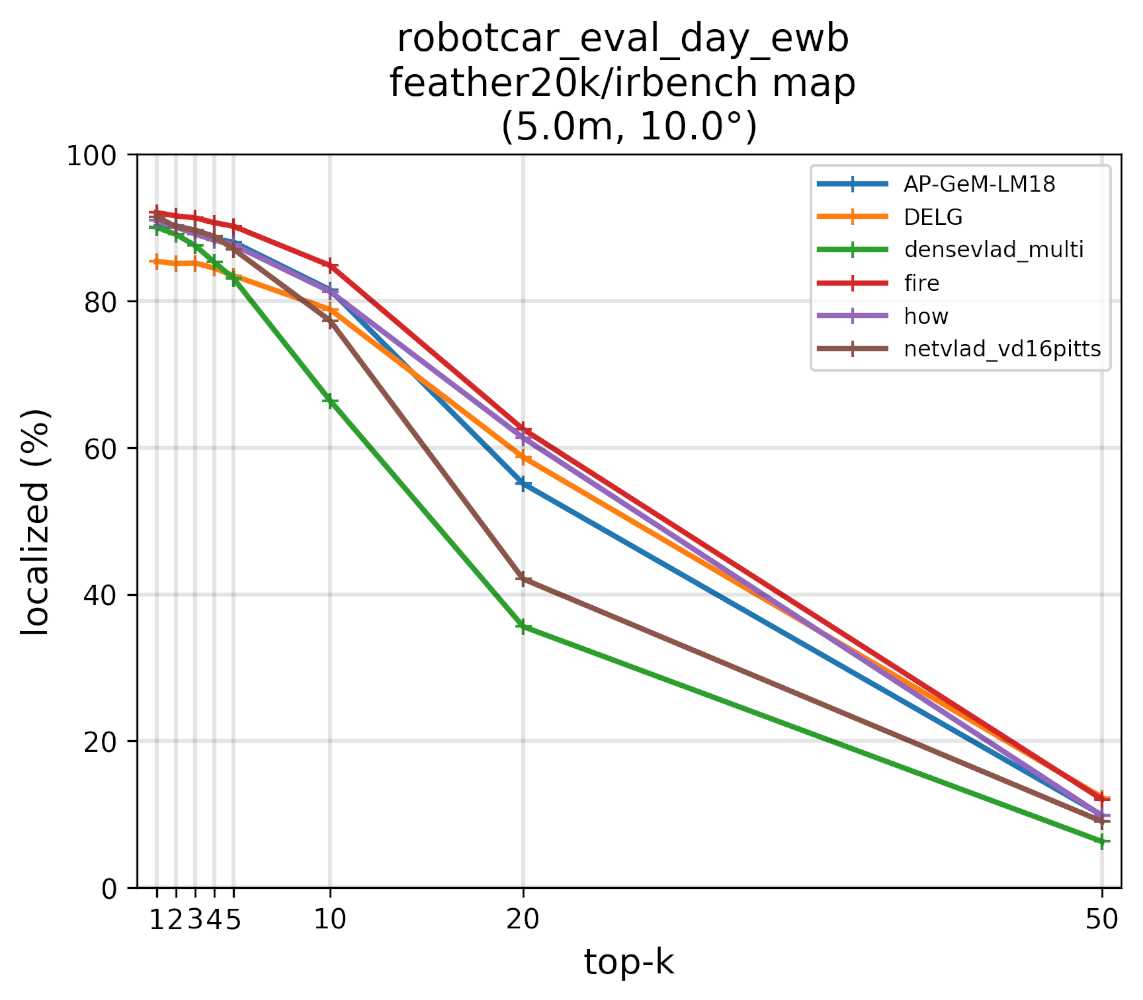 robotcar_eval_day_ewb
feather20k/irbench map
(5.0m, 10.0°)
100
80
60
40
20
0
localized (%)
AP-GeM-LM18
DELG
densevlad_multi
fire
how
netvlad_vd16pitts
1 2 3 4 5 10 20 50
top-k